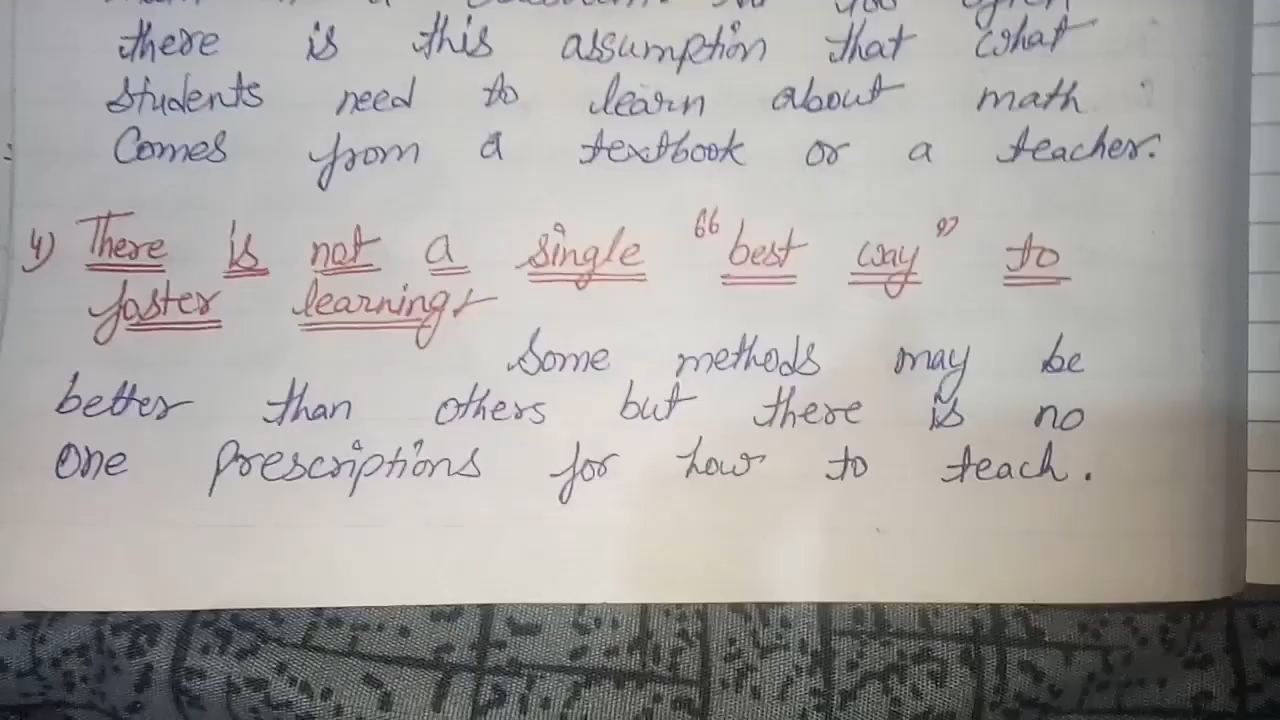 there is this assumption that what
students need to learn about math
Comes from a textbook or a teacher.
4) There is not a single "best way" to
foster learning:-
Some methods may be
better than others but there is no
One prescriptions for how to teach.